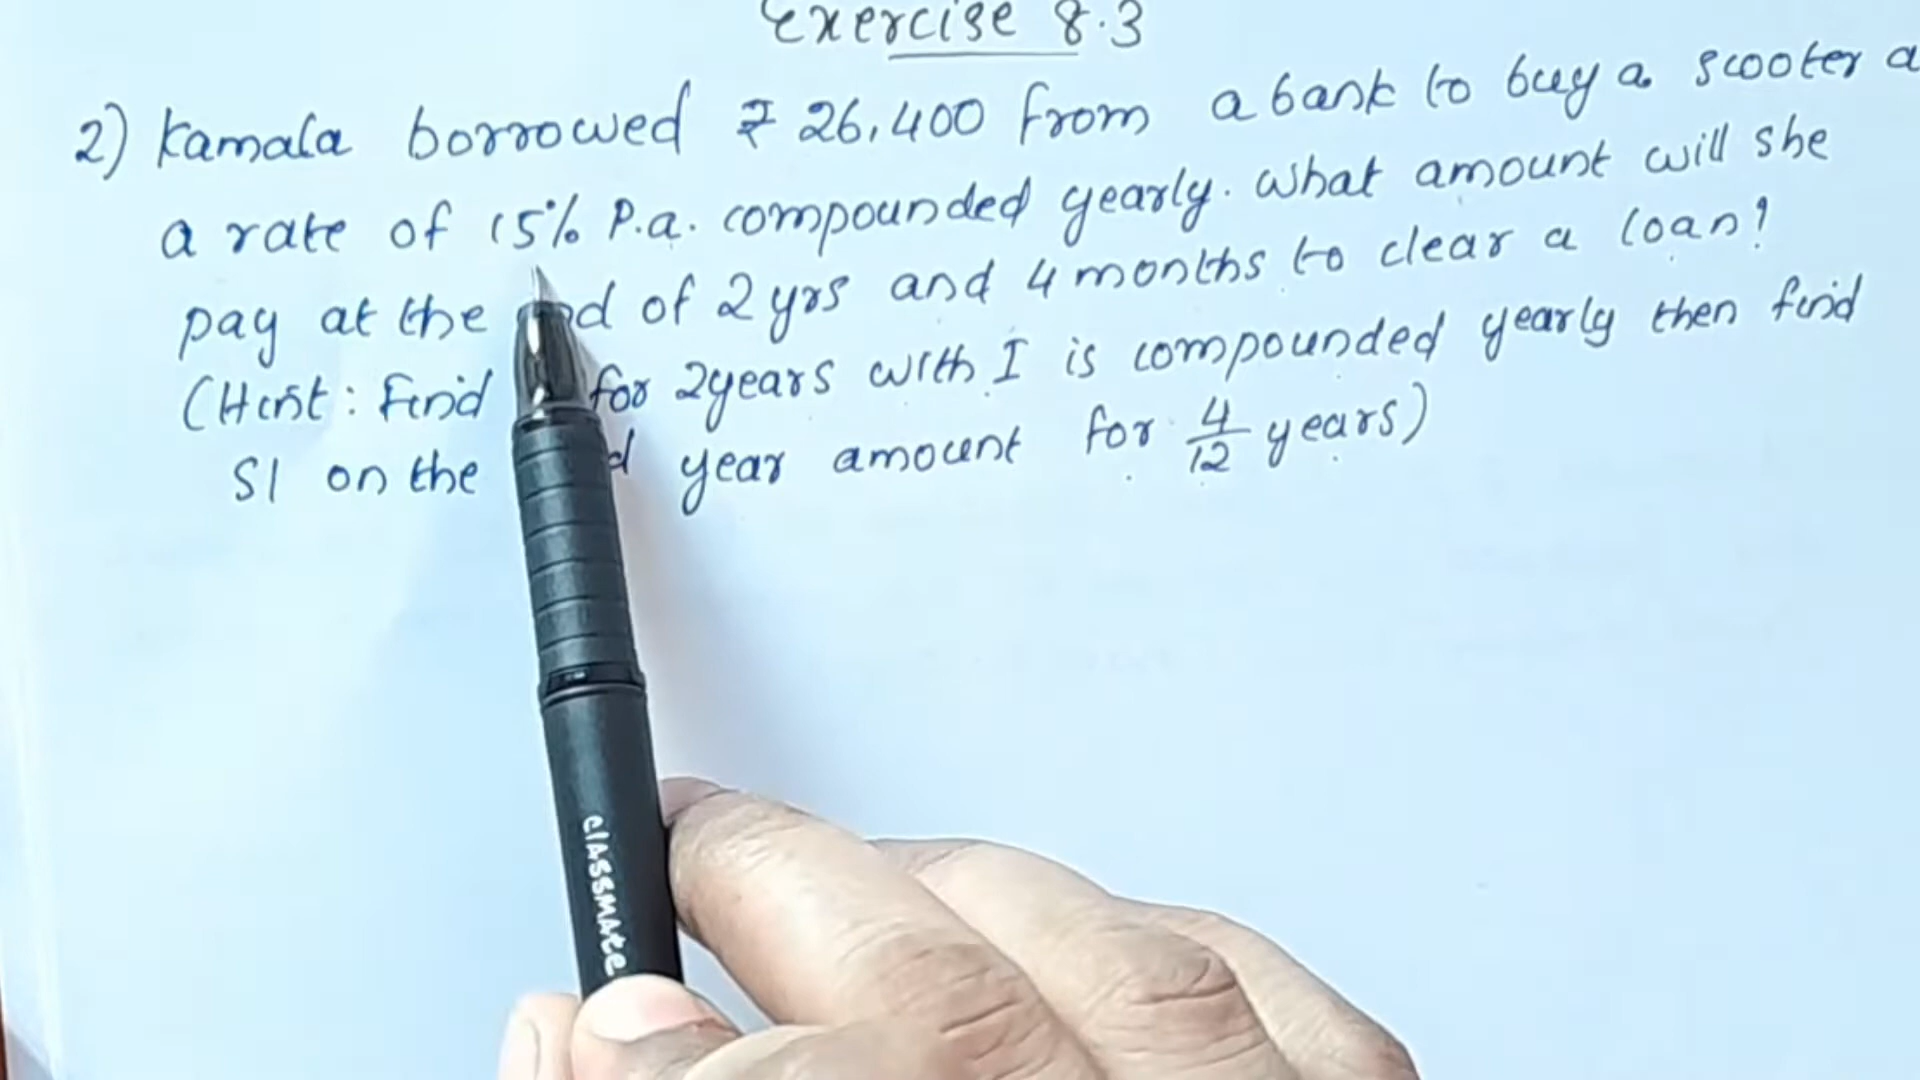 Exercise 8.3
2) Kamala borrowed ₹ 26,400 from a bank to buy a scooter a
a rate of 15% P.a. compounded yearly. What amount will she
pay at the of 2 yrs and 4 months to clear a loan?
(Hint: Find for 2years with I is compounded yearly then find
SI on the year amount for 4/12 years)
classmate